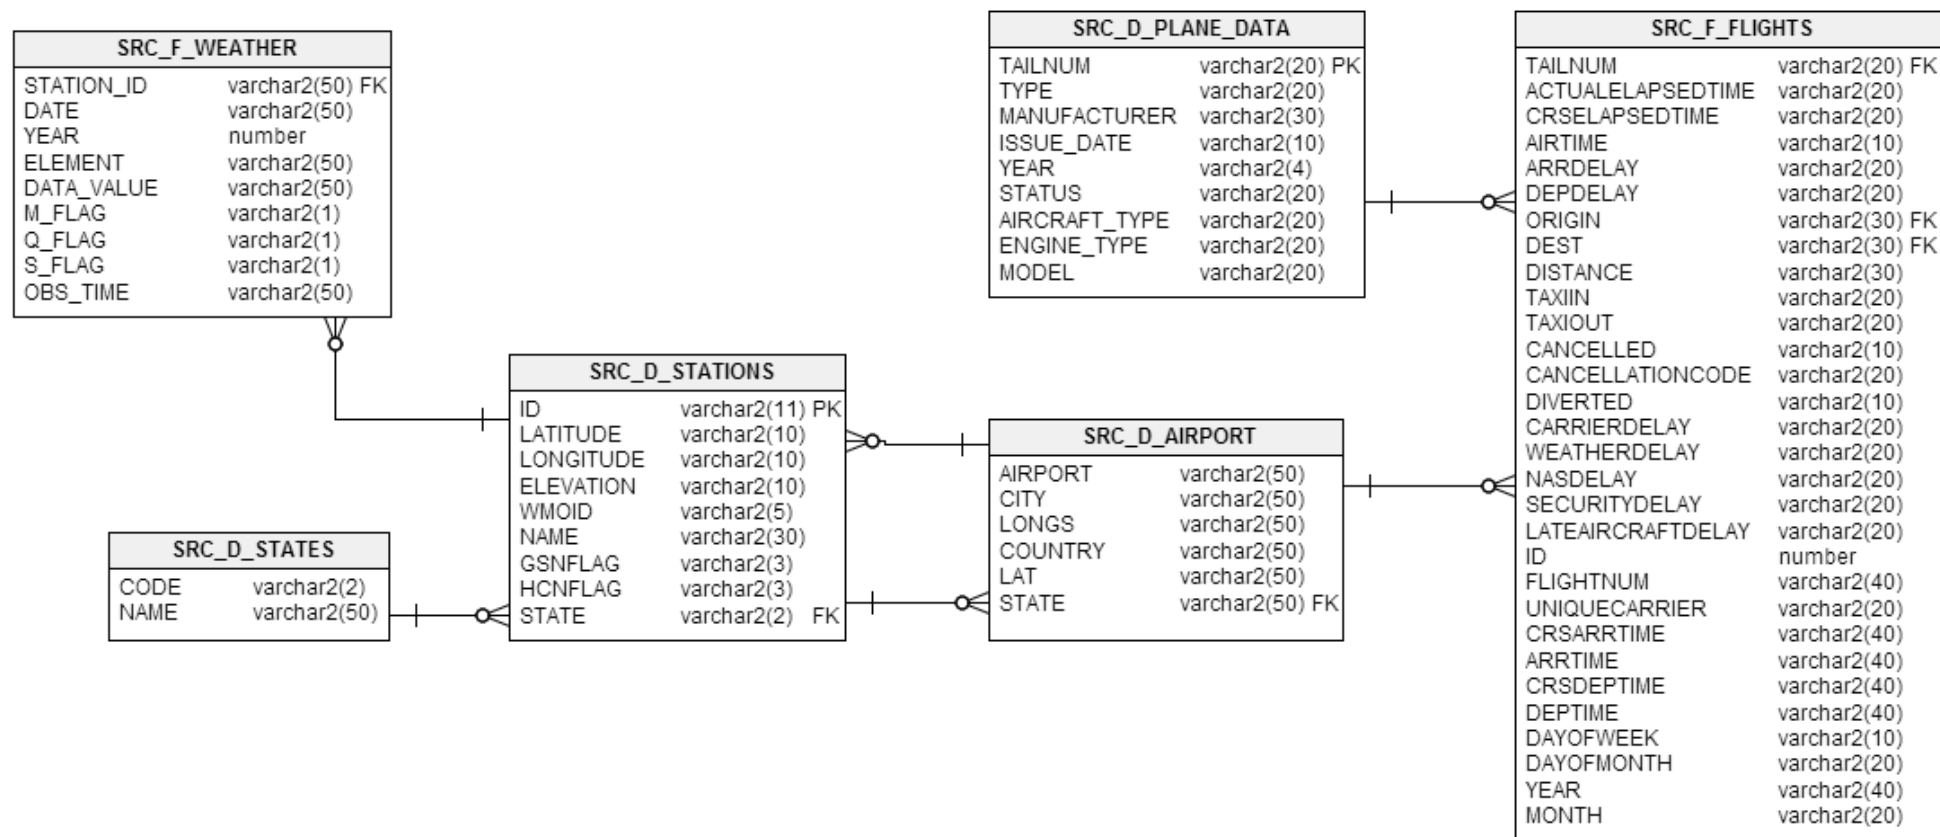 SRC_F_WEATHER
STATION_ID varchar2(50) FK
DATE varchar2(50)
YEAR number
ELEMENT varchar2(50)
DATA_VALUE varchar2(50)
M_FLAG varchar2(1)
Q_FLAG varchar2(1)
S_FLAG varchar2(1)
OBS_TIME varchar2(50)
SRC_D_STATES
CODE varchar2(2)
NAME varchar2(50)
SRC_D_STATIONS
ID varchar2(11) PK
LATITUDE varchar2(10)
LONGITUDE varchar2(10)
ELEVATION varchar2(10)
WMOID varchar2(5)
NAME varchar2(30)
GSNFLAG varchar2(3)
HCNFLAG varchar2(3)
STATE varchar2(2) FK
SRC_D_PLANE_DATA
TAILNUM varchar2(20) PK
TYPE varchar2(20)
MANUFACTURER varchar2(30)
ISSUE_DATE varchar2(10)
YEAR varchar2(4)
STATUS varchar2(20)
AIRCRAFT_TYPE varchar2(20)
ENGINE_TYPE varchar2(20)
MODEL varchar2(20)
SRC_D_AIRPORT
AIRPORT varchar2(50)
CITY varchar2(50)
LONGS varchar2(50)
COUNTRY varchar2(50)
LAT varchar2(50)
STATE varchar2(50) FK
SRC_F_FLIGHTS
TAILNUM varchar2(20) FK
ACTUALELAPSEDTIME varchar2(20)
CRSELAPSEDTIME varchar2(20)
AIRTIME varchar2(10)
ARRDELAY varchar2(20)
DEPDELAY varchar2(20)
ORIGIN varchar2(30) FK
DEST varchar2(30) FK
DISTANCE varchar2(30)
TAXIIN varchar2(20)
TAXIOUT varchar2(20)
CANCELLED varchar2(10)
CANCELLATIONCODE varchar2(20)
DIVERTED varchar2(10)
CARRIERDELAY varchar2(20)
WEATHERDELAY varchar2(20)
NASDELAY varchar2(20)
SECURITYDELAY varchar2(20)
LATEAIRCRAFTDELAY varchar2(20)
ID number
FLIGHTNUM varchar2(40)
UNIQUECARRIER varchar2(20)
CRSARRTIME varchar2(40)
ARRTIME varchar2(40)
CRSDEPTIME varchar2(40)
DEPTIME varchar2(40)
DAYOFWEEK varchar2(10)
DAYOFMONTH varchar2(20)
YEAR varchar2(40)
MONTH varchar2(20)